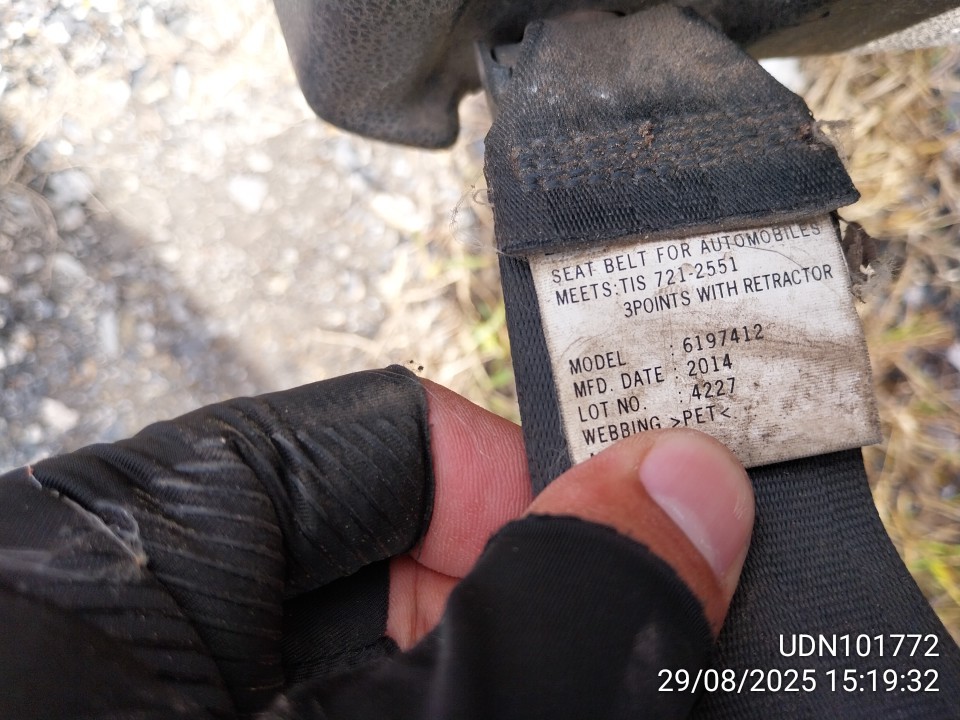 SEAT BELT FOR AUTOMOBILES
MEETS:TIS 721-2551
3POINTS WITH RETRACTOR
MODEL : 6197412
MFD. DATE : 2014
LOT NO. : 4227
WEBBING >PET<
UDN101772
29/08/2025 15:19:32